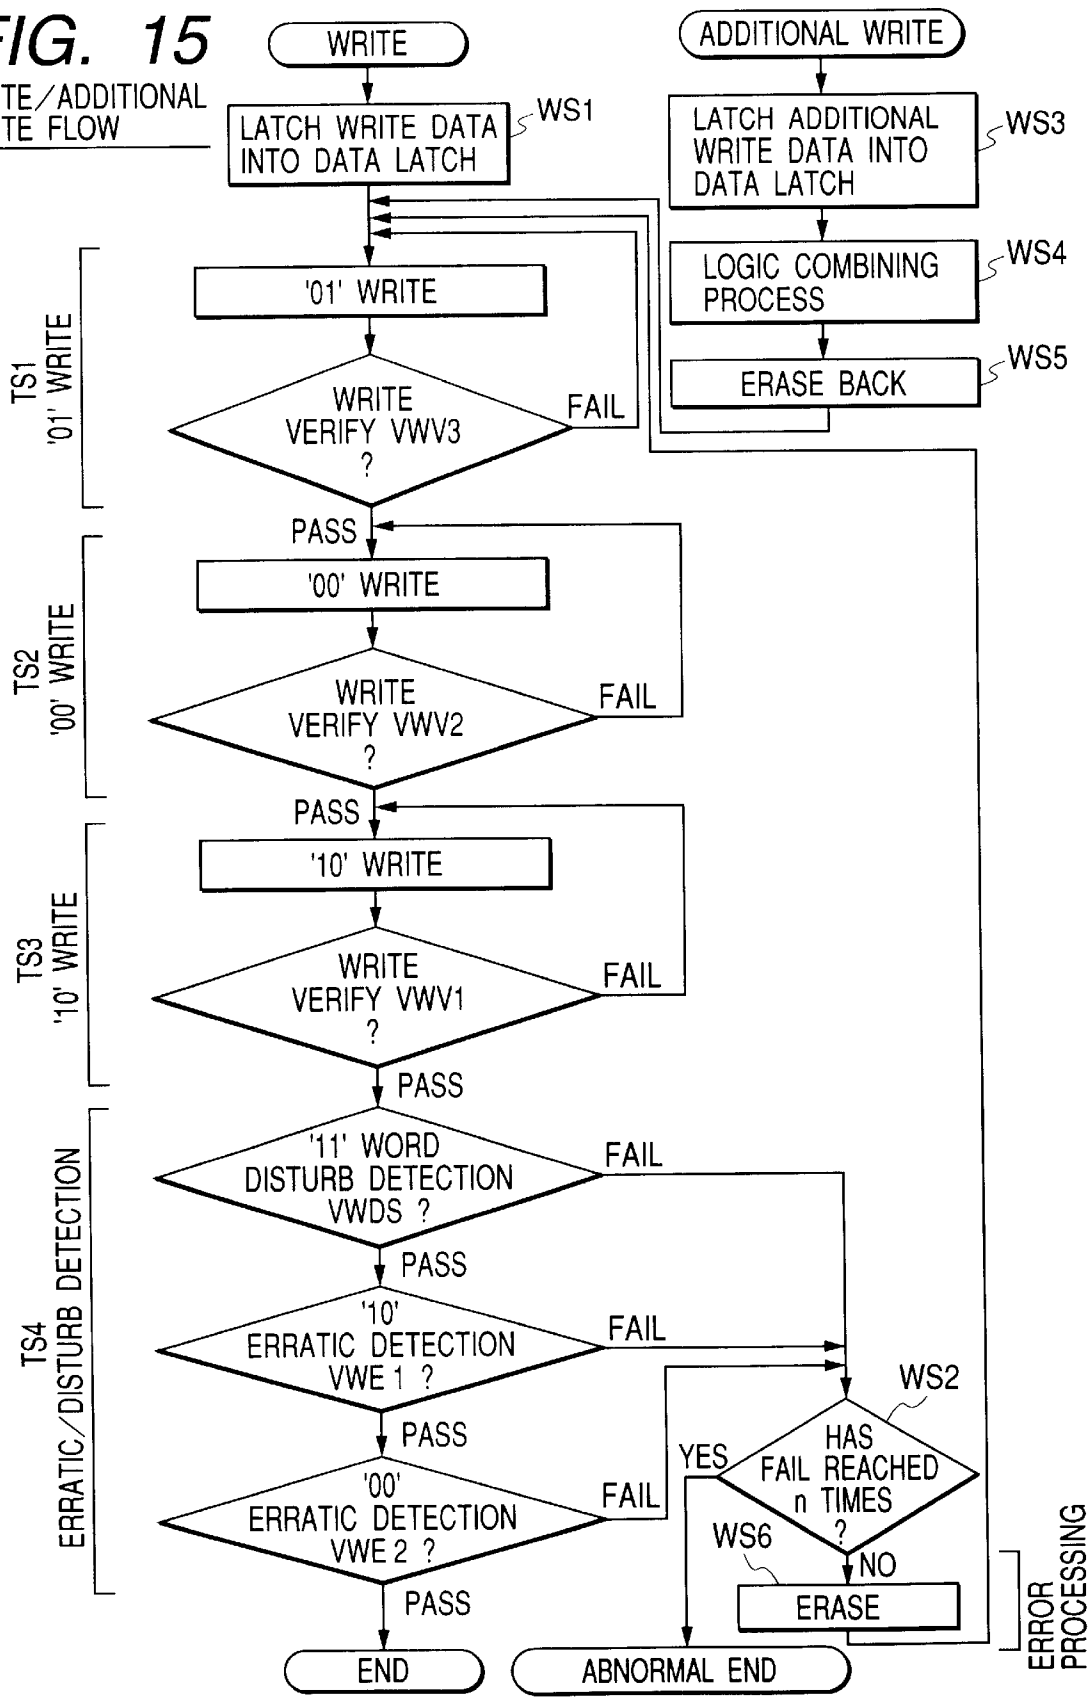 FIG. 15
TE/ADDITIONAL
TE FLOW
WRITE
LATCH WRITE DATA
INTO DATA LATCH
WS1
ADDITIONAL WRITE
LATCH ADDITIONAL
WRITE DATA INTO
DATA LATCH
WS3
LOGIC COMBINING
PROCESS
WS4
ERASE BACK
WS5
TS1
'01' WRITE
'01' WRITE
WRITE
VERIFY VWV3
?
FAIL
PASS
TS2
'00' WRITE
'00' WRITE
WRITE
VERIFY VWV2
?
FAIL
PASS
TS3
'10' WRITE
'10' WRITE
WRITE
VERIFY VWV1
?
FAIL
PASS
TS4
ERRATIC/DISTURB DETECTION
'11' WORD
DISTURB DETECTION
VWDS ?
FAIL
PASS
'10'
ERRATIC DETECTION
VWE 1 ?
FAIL
PASS
'00'
ERRATIC DETECTION
VWE 2 ?
FAIL
PASS
END
WS2
HAS
FAIL REACHED
n TIMES
?
YES
NO
WS6
ERASE
ERROR
PROCESSING
ABNORMAL END